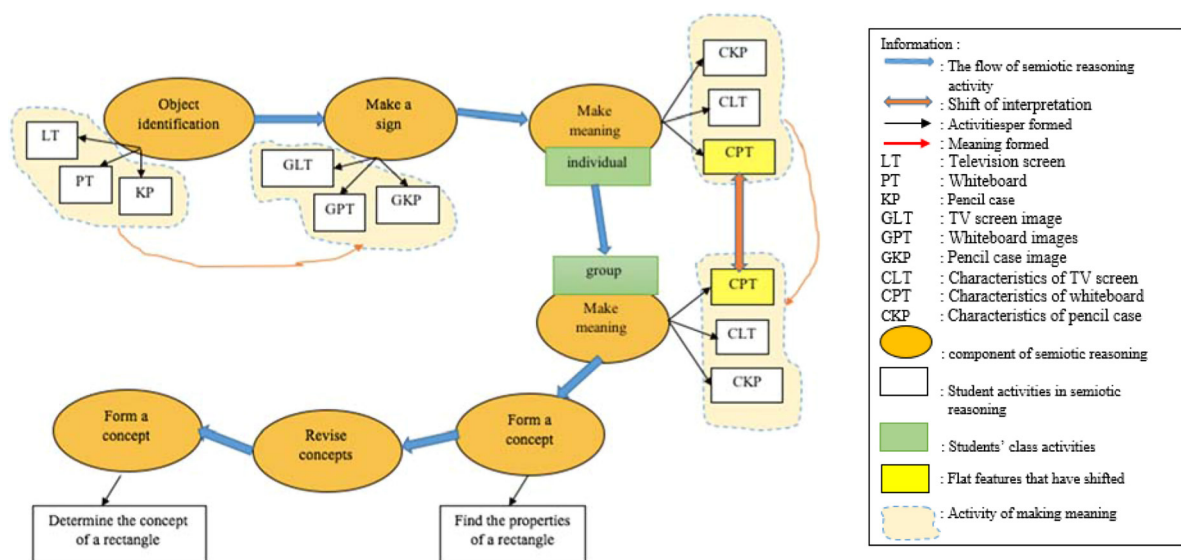 Object
identification
LT
PT
KP
Make a
sign
GLT
GPT
GKP
Make
meaning
individual
CKP
CLT
CPT
group
Make
meaning
CPT
CLT
CKP
Form a
concept
Find the properties
of a rectangle
Revise
concepts
Form a
concept
Determine the concept
of a rectangle
Information :
: The flow of semiotic reasoning
activity
: Shift of interpretation
: Activitiesper formed
: Meaning formed
LT : Television screen
PT : Whiteboard
KP : Pencil case
GLT : TV screen image
GPT : Whiteboard images
GKP : Pencil case image
CLT : Characteristics of TV screen
CPT : Characteristics of whiteboard
CKP : Characteristics of pencil case
: component of semiotic reasoning
: Student activities in semiotic
reasoning
: Students’ class activities
: Flat features that have shifted
: Activity of making meaning